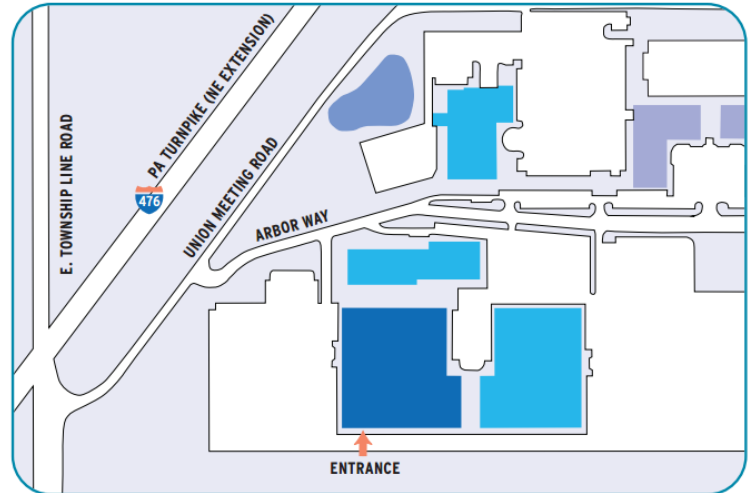 PA TURNPIKE (NE EXTENSION)
476
E. TOWNSHIP LINE ROAD
UNION MEETING ROAD
ARBOR WAY
ENTRANCE